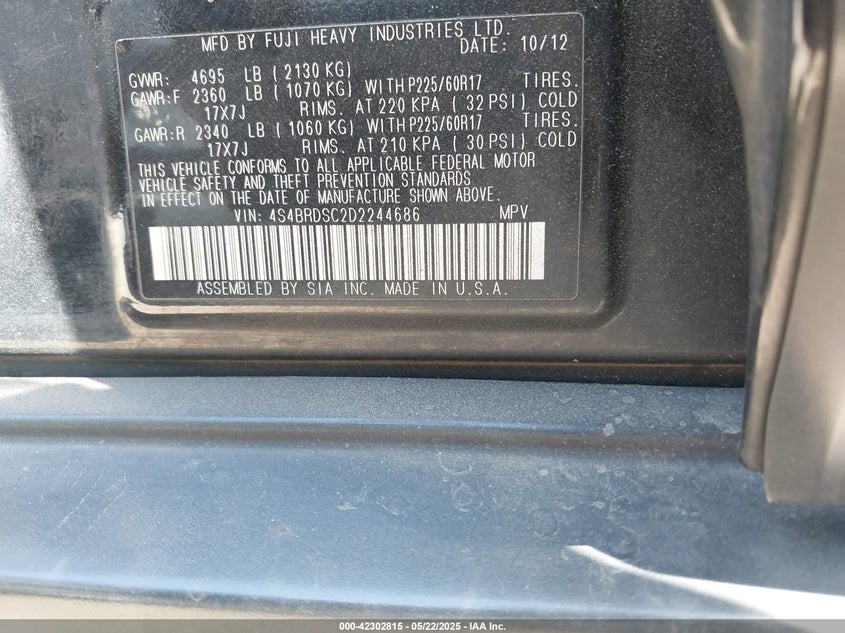 MFD BY FUJI HEAVY INDUSTRIES LTD.
DATE: 10/12
GVWR: 4695 LB ( 2130 KG)
GAWR:F 2360 LB ( 1070 KG) WITHP225/60R17 TIRES.
17X7J RIMS. AT 220 KPA ( 32 PSI) COLD
GAWR:R 2340 LB ( 1060 KG) WITHP225/60R17 TIRES.
17X7J RIMS. AT 210 KPA ( 30 PSI) COLD
THIS VEHICLE CONFORMS TO ALL APPLICABLE FEDERAL MOTOR
VEHICLE SAFETY AND THEFT PREVENTION STANDARDS
IN EFFECT ON THE DATE OF MANUFACTURE SHOWN ABOVE.
VIN: 4S4BRDSC2D2244686 MPV
ASSEMBLED BY SIA INC. MADE IN U.S.A.
000-42302815 - 05/22/2025 - IAA Inc.